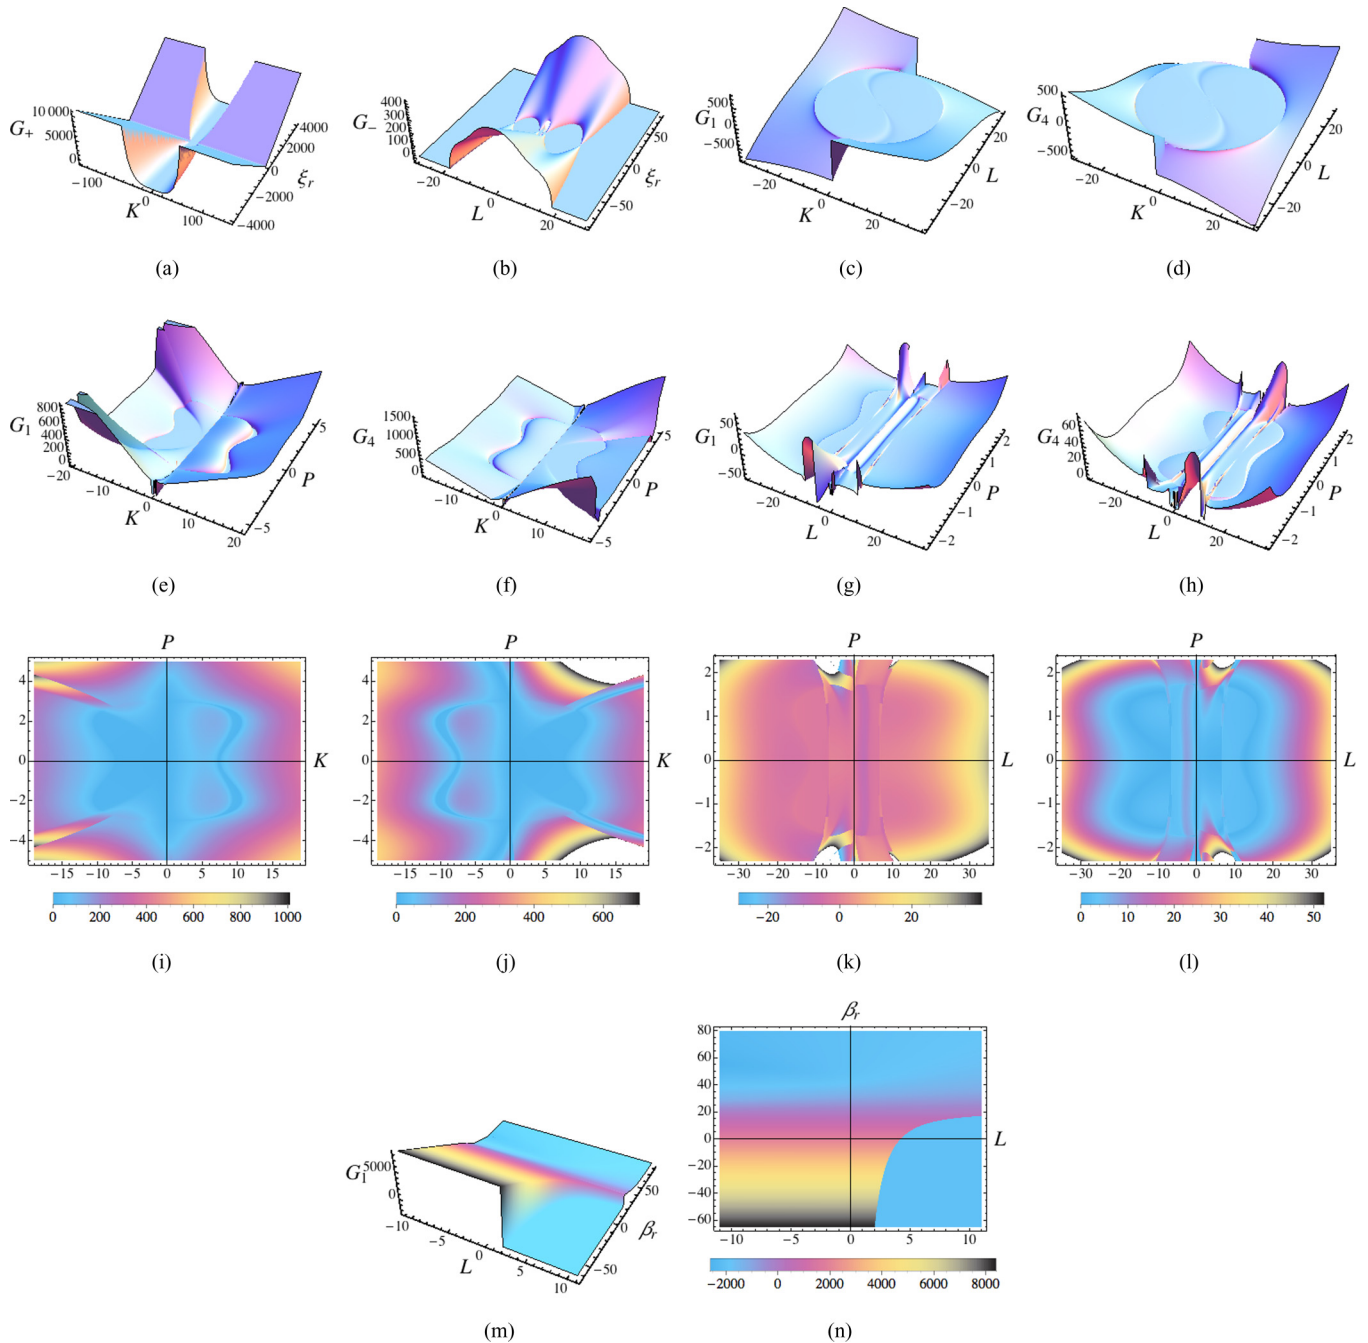 G₊ 10 000 5000 0 −100 K 0 100 4000 2000 0 −2000 −4000 ξᵣ
(a)
G₋ 400 300 200 100 0 −20 L 0 20 50 0 −50 ξᵣ
(b)
G₁ 500 0 −500 −20 K 0 20 20 0 −20 L
(c)
G₄ 500 0 −500 −20 K 0 20 20 0 −20 L
(d)
G₁ 800 600 400 200 0 −20 −10 K 0 10 20 5 0 −5 P
(e)
G₄ 1500 1000 500 0 −10 K 0 10 5 0 −5 P
(f)
G₁ 50 0 −50 −20 L 0 20 2 1 0 −1 −2 P
(g)
G₄ 60 40 20 0 −20 L 0 20 2 1 0 −1 −2 P
(h)
P
4
2
0 K
−2
−4
−15 −10 −5 0 5 10 15
0 200 400 600 800 1000
(i)
P
4
2
0 K
−2
−4
−15 −10 −5 0 5 10 15
0 200 400 600
(j)
P
2
1
0 L
−1
−2
−30 −20 −10 0 10 20 30
−20 0 20
(k)
P
2
1
0 L
−1
−2
−30 −20 −10 0 10 20 30
0 10 20 30 40 50
(l)
G₁ 5000 0 −10 −5 L 0 5 10 50 0 −50 βᵣ
(m)
βᵣ
80
60
40
20
0 L
−20
−40
−60
−10 −5 0 5 10
−2000 0 2000 4000 6000 8000
(n)